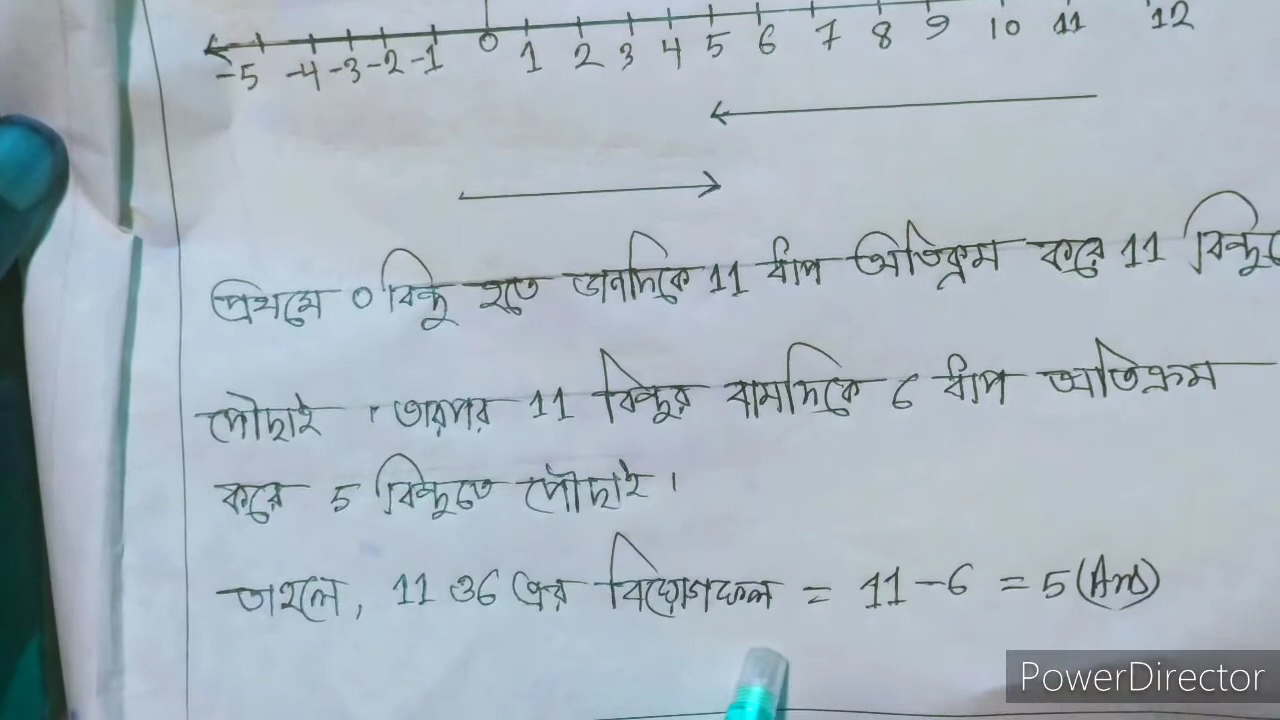 -5 -4 -3 -2 -1 0 1 2 3 4 5 6 7 8 9 10 11 12
প্রথমে 0 বিন্দু হতে ডানদিকে 11 ধাপ অতিক্রম করে 11 বিন্দুতে
পৌছাই । তারপর 11 বিন্দুর বামদিকে 6 ধাপ অতিক্রম
করে 5 বিন্দুতে পৌছাই ।
তাহলে, 11 ও 6 এর বিয়োগফল = 11 - 6 = 5 (Ans)
PowerDirector